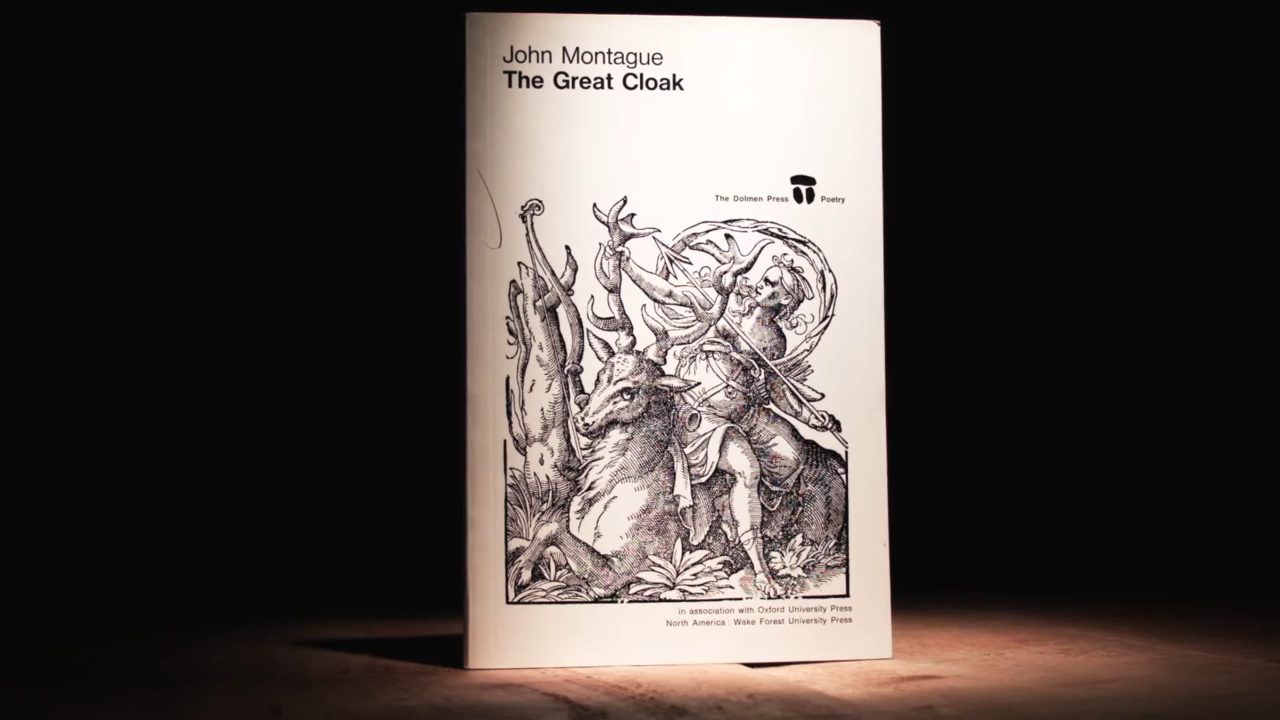 John Montague
The Great Cloak
The Dolmen Press Poetry
in association with Oxford University Press
North America : Wake Forest University Press